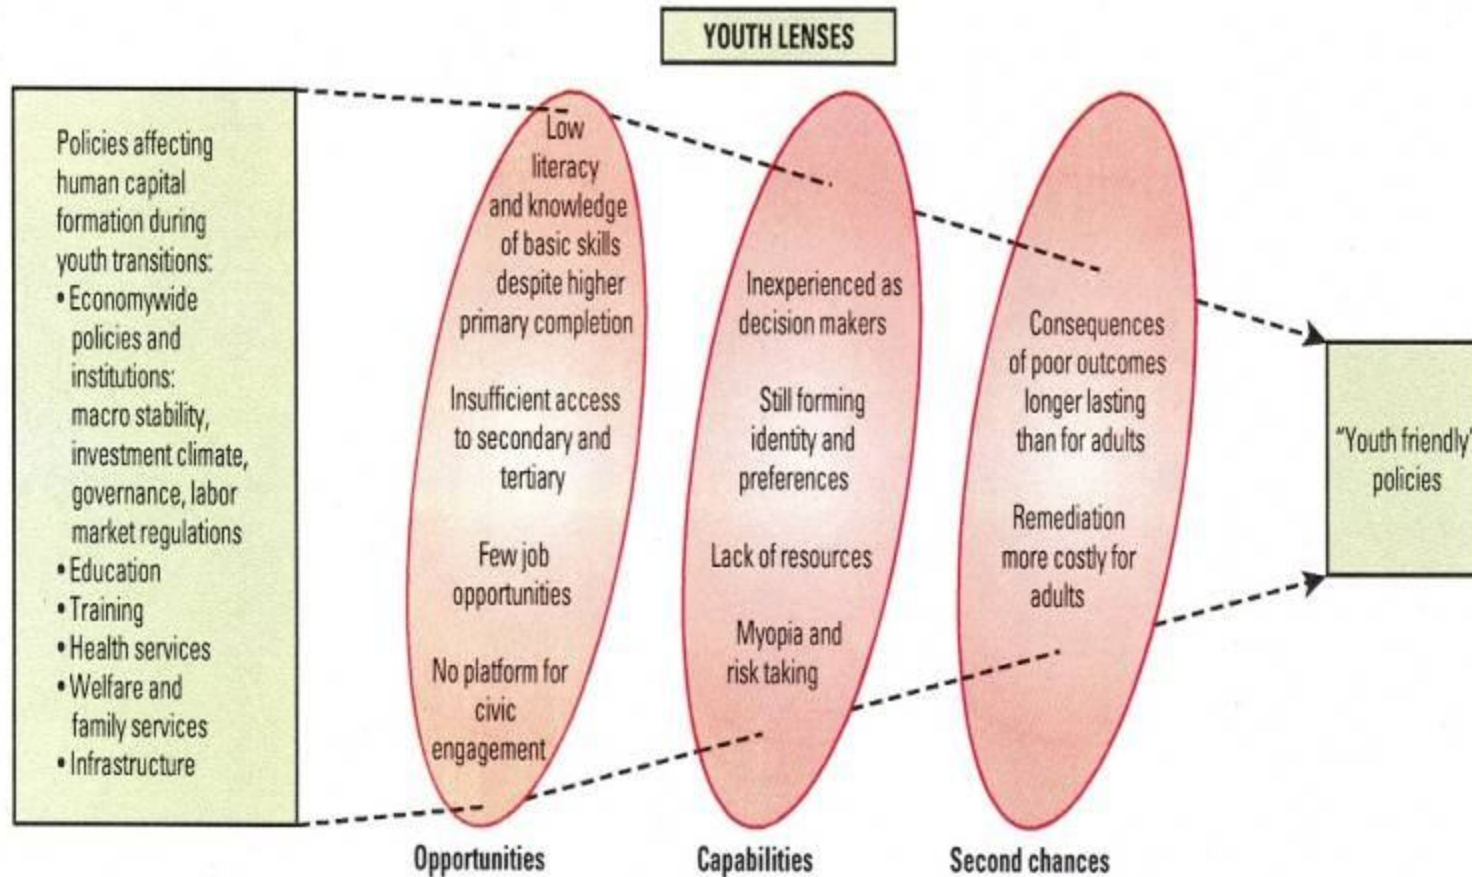 YOUTH LENSES
Policies affecting
human capital
formation during
youth transitions:
• Economywide
policies and
institutions:
macro stability,
investment climate,
governance, labor
market regulations
• Education
• Training
• Health services
• Welfare and
family services
• Infrastructure
Low
literacy
and knowledge
of basic skills
despite higher
primary completion
Insufficient access
to secondary and
tertiary
Few job
opportunities
No platform for
civic
engagement
Opportunities
Inexperienced as
decision makers
Still forming
identity and
preferences
Lack of resources
Myopia and
risk taking
Capabilities
Consequences
of poor outcomes
longer lasting
than for adults
Remediation
more costly for
adults
Second chances
"Youth friendly"
policies